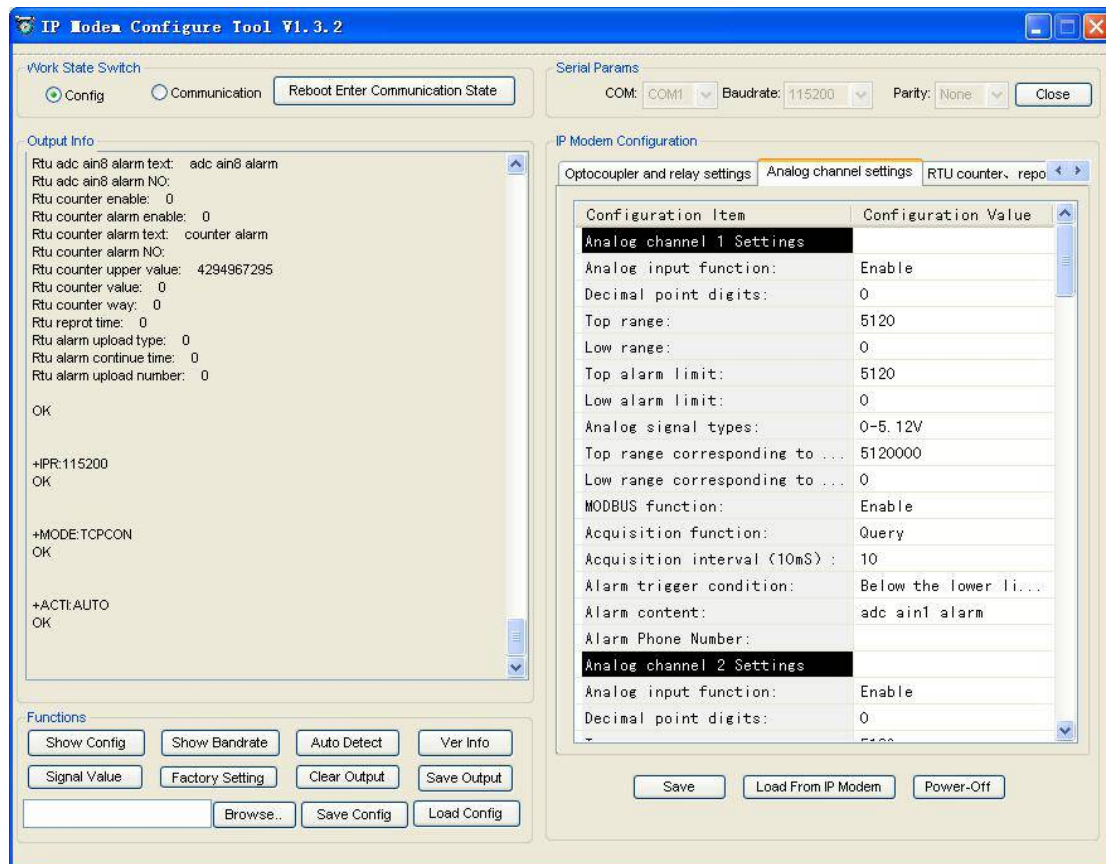 IP Modem Configure Tool V1.3.2
Work State Switch
Config
Communication
Reboot Enter Communication State
Serial Params
COM: COM1
Baudrate: 115200
Parity: None
Close
Output Info
Rtu adc ain8 alarm text: adc ain8 alarm
Rtu adc ain8 alarm NO:
Rtu counter enable: 0
Rtu counter alarm enable: 0
Rtu counter alarm text: counter alarm
Rtu counter alarm NO:
Rtu counter upper value: 4294967295
Rtu counter value: 0
Rtu counter way: 0
Rtu reprot time: 0
Rtu alarm upload type: 0
Rtu alarm continue time: 0
Rtu alarm upload number: 0
OK
+IPR:115200
OK
+MODE:TCPCON
OK
+ACTI:AUTO
OK
IP Modem Configuration
Optocoupler and relay settings
Analog channel settings
RTU counter、repo
Configuration Item Configuration Value
Analog channel 1 Settings
Analog input function: Enable
Decimal point digits: 0
Top range: 5120
Low range: 0
Top alarm limit: 5120
Low alarm limit: 0
Analog signal types: 0-5.12V
Top range corresponding to ... 5120000
Low range corresponding to ... 0
MODBUS function: Enable
Acquisition function: Query
Acquisition interval (10mS) : 10
Alarm trigger condition: Below the lower li...
Alarm content: adc ain1 alarm
Alarm Phone Number:
Analog channel 2 Settings
Analog input function: Enable
Decimal point digits: 0
Functions
Show Config
Show Bandrate
Auto Detect
Ver Info
Signal Value
Factory Setting
Clear Output
Save Output
Browse..
Save Config
Load Config
Save
Load From IP Modem
Power-Off